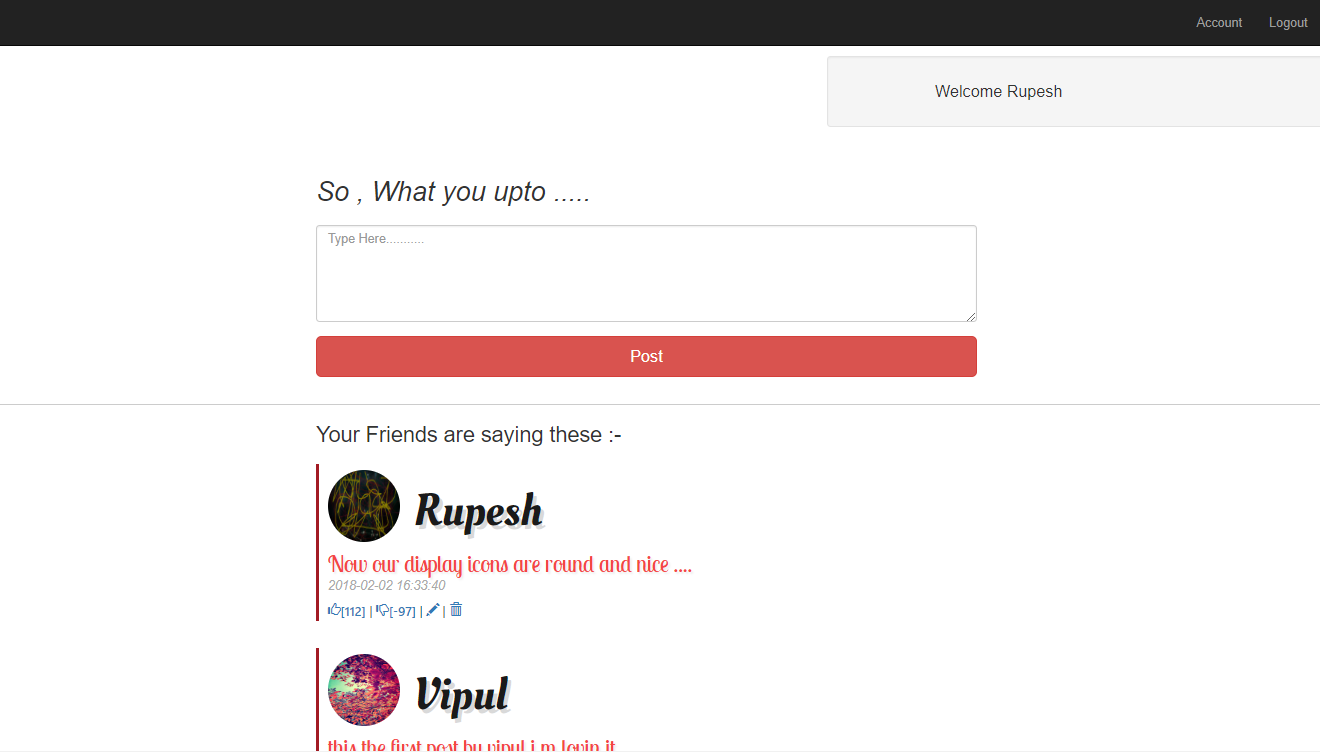 Account Logout
Welcome Rupesh
So , What you upto .....
Type Here...........
Post
Your Friends are saying these :-
Rupesh
Now our display icons are round and nice ....
2018-02-02 16:33:40
[112] | [-97] | |
Vipul
this the first post by vipul i m lovin it